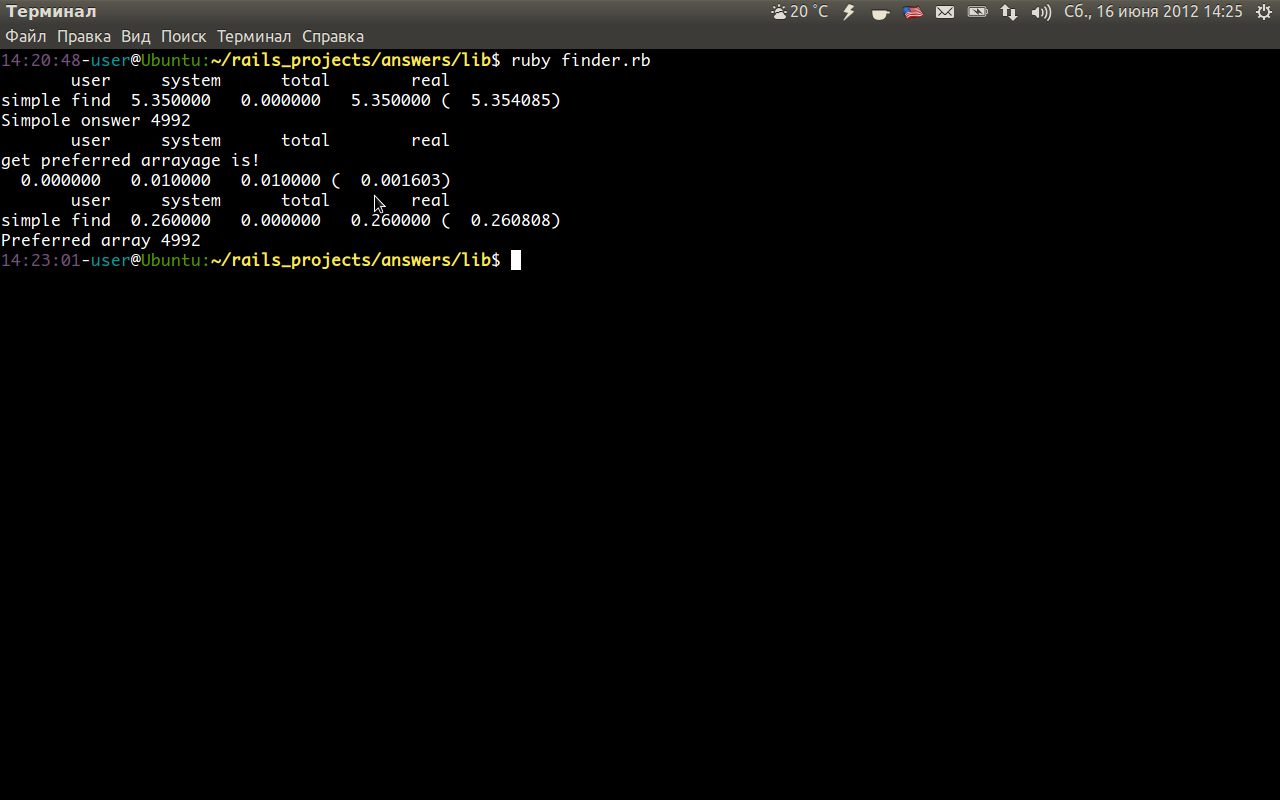 Терминал 20 °C Сб., 16 июня 2012 14:25
Файл Правка Вид Поиск Терминал Справка
14:20:48-user@Ubuntu:~/rails_projects/answers/lib$ ruby finder.rb
       user     system      total        real
simple find  5.350000   0.000000   5.350000 (  5.354085)
Simpole onswer 4992
       user     system      total        real
get preferred arrayage is!
  0.000000   0.010000   0.010000 (  0.001603)
       user     system      total        real
simple find  0.260000   0.000000   0.260000 (  0.260808)
Preferred array 4992
14:23:01-user@Ubuntu:~/rails_projects/answers/lib$